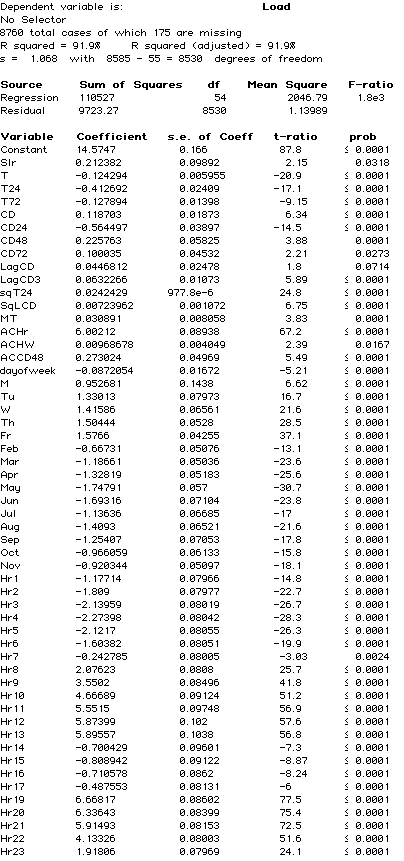 Dependent variable is: Load
No Selector
8760 total cases of which 175 are missing
R squared = 91.9% R squared (adjusted) = 91.9%
s = 1.068 with 8585 - 55 = 8530 degrees of freedom
Source Sum of Squares df Mean Square F-ratio
Regression 110527 54 2046.79 1.8e3
Residual 9723.27 8530 1.13989
Variable Coefficient s.e. of Coeff t-ratio prob
Constant 14.5747 0.166 87.8 ≤ 0.0001
Slr 0.212382 0.09892 2.15 0.0318
T -0.124294 0.005955 -20.9 ≤ 0.0001
T24 -0.412692 0.02409 -17.1 ≤ 0.0001
T72 -0.127894 0.01398 -9.15 ≤ 0.0001
CD 0.118703 0.01873 6.34 ≤ 0.0001
CD24 -0.564497 0.03897 -14.5 ≤ 0.0001
CD48 0.225763 0.05825 3.88 0.0001
CD72 0.100035 0.04532 2.21 0.0273
LagCD 0.0446812 0.02478 1.8 0.0714
LagCD3 0.0632266 0.01073 5.89 ≤ 0.0001
sqT24 0.0242429 977.8e-6 24.8 ≤ 0.0001
SqLCD 0.00723962 0.001072 6.75 ≤ 0.0001
MT 0.030891 0.008058 3.83 0.0001
ACHr 6.00212 0.08938 67.2 ≤ 0.0001
ACHW 0.00968678 0.004049 2.39 0.0167
ACCD48 0.273024 0.04969 5.49 ≤ 0.0001
dayofweek -0.0872054 0.01672 -5.21 ≤ 0.0001
M 0.952681 0.1438 6.62 ≤ 0.0001
Tu 1.33013 0.07973 16.7 ≤ 0.0001
W 1.41586 0.06561 21.6 ≤ 0.0001
Th 1.50444 0.0528 28.5 ≤ 0.0001
Fr 1.5766 0.04255 37.1 ≤ 0.0001
Feb -0.66731 0.05076 -13.1 ≤ 0.0001
Mar -1.18661 0.05036 -23.6 ≤ 0.0001
Apr -1.32819 0.05183 -25.6 ≤ 0.0001
May -1.74791 0.057 -30.7 ≤ 0.0001
Jun -1.69316 0.07104 -23.8 ≤ 0.0001
Jul -1.13636 0.06685 -17 ≤ 0.0001
Aug -1.4093 0.06521 -21.6 ≤ 0.0001
Sep -1.25407 0.07053 -17.8 ≤ 0.0001
Oct -0.966059 0.06133 -15.8 ≤ 0.0001
Nov -0.920344 0.05097 -18.1 ≤ 0.0001
Hr1 -1.17714 0.07966 -14.8 ≤ 0.0001
Hr2 -1.809 0.07977 -22.7 ≤ 0.0001
Hr3 -2.13959 0.08019 -26.7 ≤ 0.0001
Hr4 -2.27398 0.08042 -28.3 ≤ 0.0001
Hr5 -2.1217 0.08055 -26.3 ≤ 0.0001
Hr6 -1.60382 0.08051 -19.9 ≤ 0.0001
Hr7 -0.242785 0.08005 -3.03 0.0024
Hr8 2.07623 0.0808 25.7 ≤ 0.0001
Hr9 3.5502 0.08496 41.8 ≤ 0.0001
Hr10 4.66689 0.09124 51.2 ≤ 0.0001
Hr11 5.5515 0.09748 56.9 ≤ 0.0001
Hr12 5.87399 0.102 57.6 ≤ 0.0001
Hr13 5.89557 0.1038 56.8 ≤ 0.0001
Hr14 -0.700429 0.09601 -7.3 ≤ 0.0001
Hr15 -0.808942 0.09122 -8.87 ≤ 0.0001
Hr16 -0.710578 0.0862 -8.24 ≤ 0.0001
Hr17 -0.487553 0.08131 -6 ≤ 0.0001
Hr19 6.66817 0.08602 77.5 ≤ 0.0001
Hr20 6.33643 0.08399 75.4 ≤ 0.0001
Hr21 5.91493 0.08153 72.5 ≤ 0.0001
Hr22 4.13326 0.08003 51.6 ≤ 0.0001
Hr23 1.91806 0.07969 24.1 ≤ 0.0001